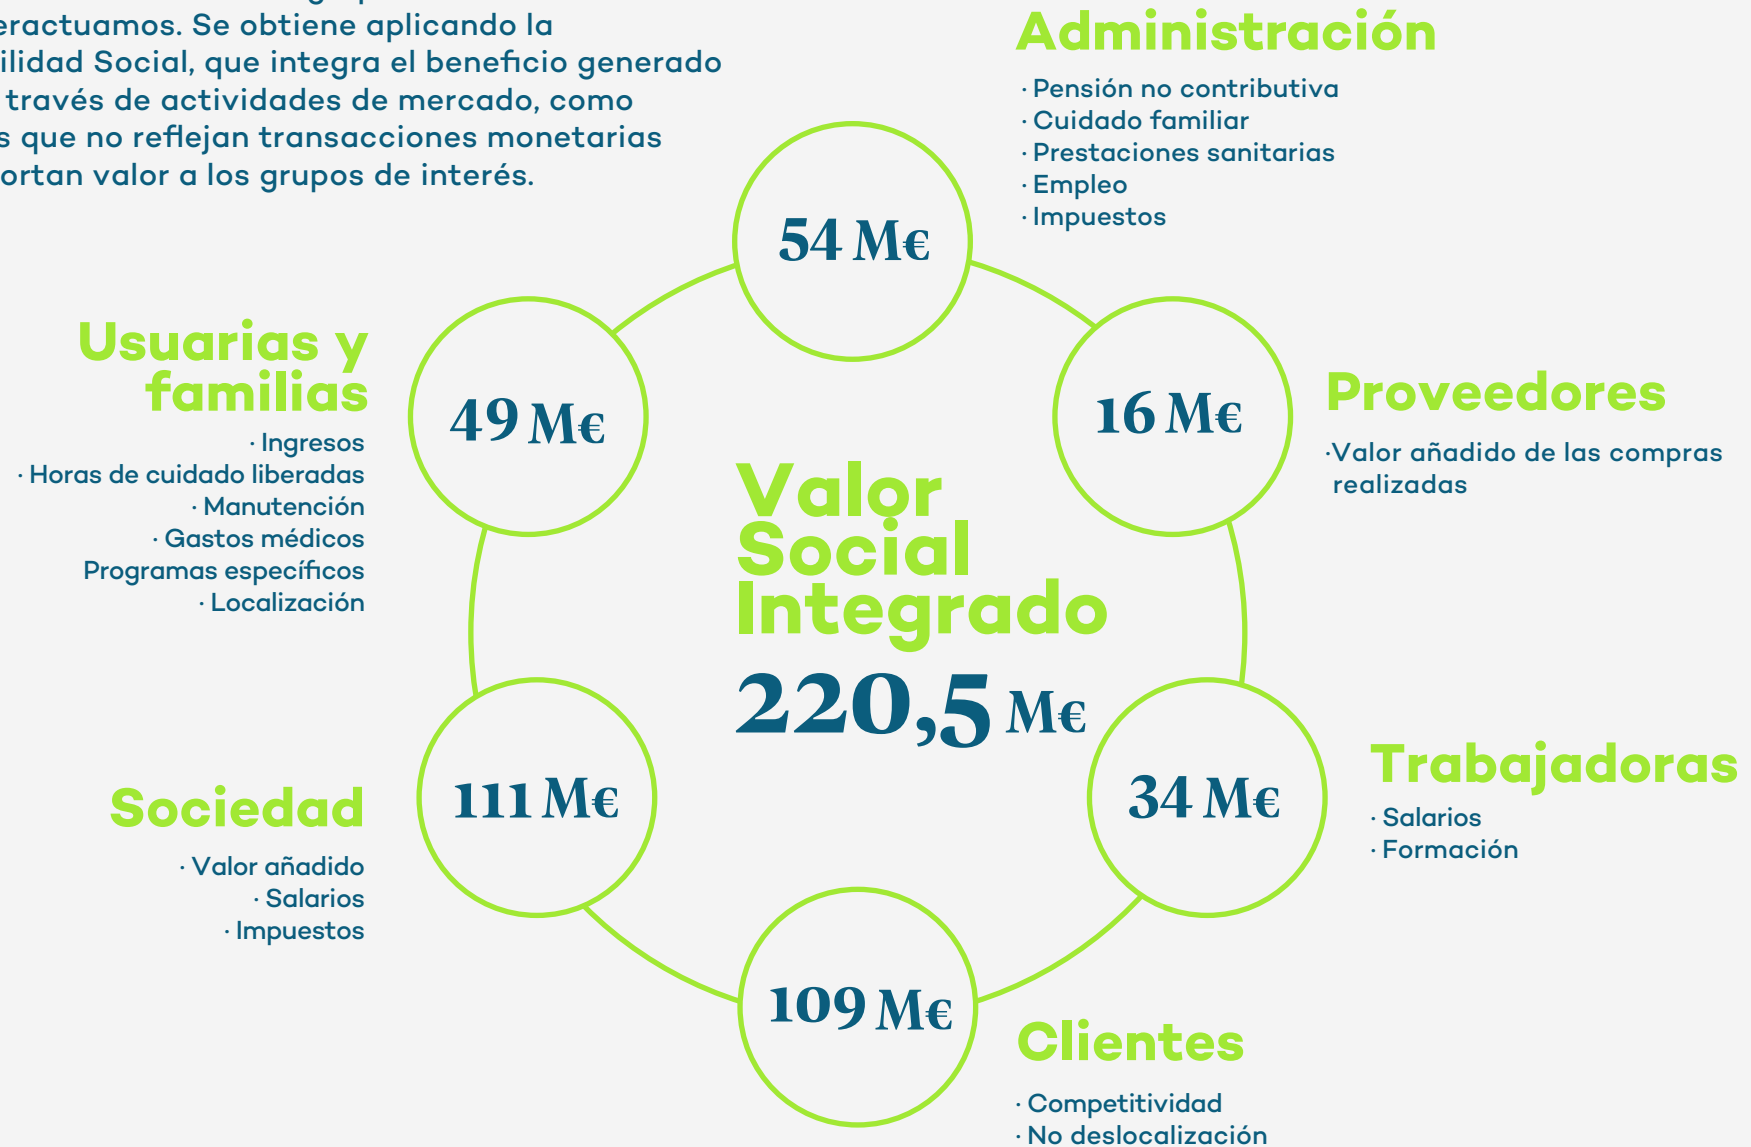 eractuamos. Se obtiene aplicando la
ilidad Social, que integra el beneficio generado
través de actividades de mercado, como
s que no reflejan transacciones monetarias
ortan valor a los grupos de interés.
Administración
· Pensión no contributiva
· Cuidado familiar
· Prestaciones sanitarias
· Empleo
· Impuestos
54 M€
Usuarias y
familias
· Ingresos
· Horas de cuidado liberadas
· Manutención
· Gastos médicos
Programas específicos
· Localización
49 M€
16 M€
Proveedores
·Valor añadido de las compras
realizadas
Valor
Social
Integrado
220,5 M€
Sociedad
· Valor añadido
· Salarios
· Impuestos
111 M€
34 M€
Trabajadoras
· Salarios
· Formación
109 M€
Clientes
· Competitividad
· No deslocalización